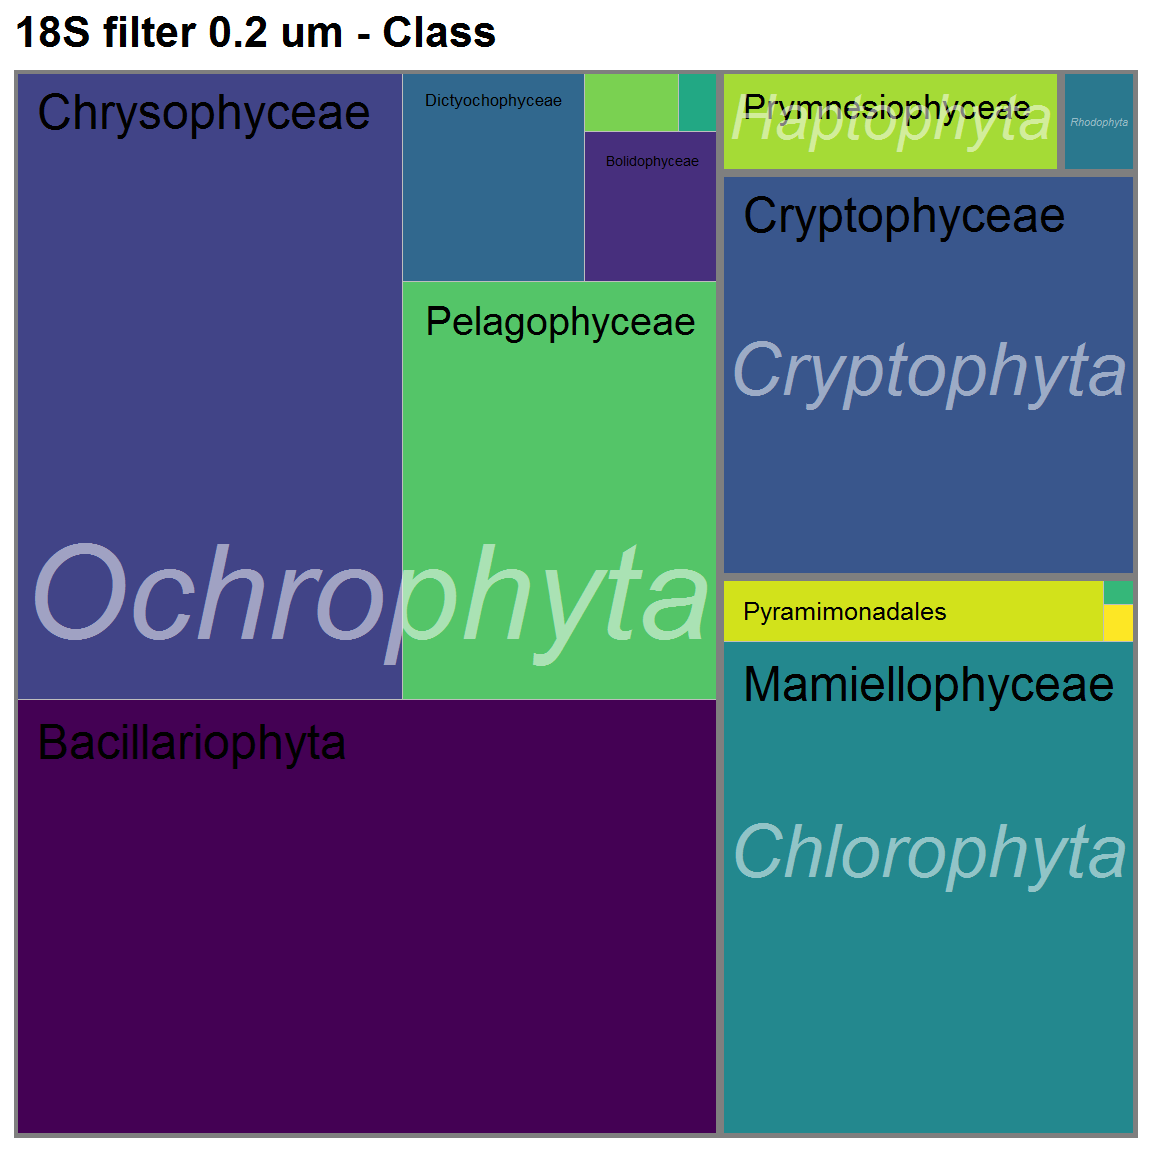 18S filter 0.2 um - Class
Chrysophyceae
Dictyochophyceae
Bolidophyceae
Pelagophyceae
Ochrophyta
Bacillariophyta
Prymnesiophyceae
Haptophyta
Rhodophyta
Cryptophyceae
Cryptophyta
Pyramimonadales
Mamiellophyceae
Chlorophyta